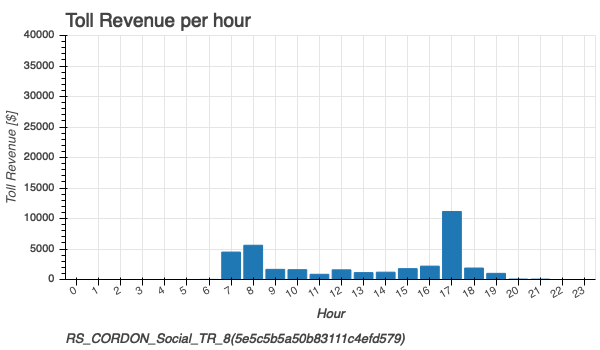 Toll Revenue per hour
40000
35000
30000
25000
20000
15000
10000
5000
0
Toll Revenue [$]
0 1 2 3 4 5 6 7 8 9 10 11 12 13 14 15 16 17 18 19 20 21 22 23
Hour
RS_CORDON_Social_TR_8(5e5c5b5a50b83111c4efd579)